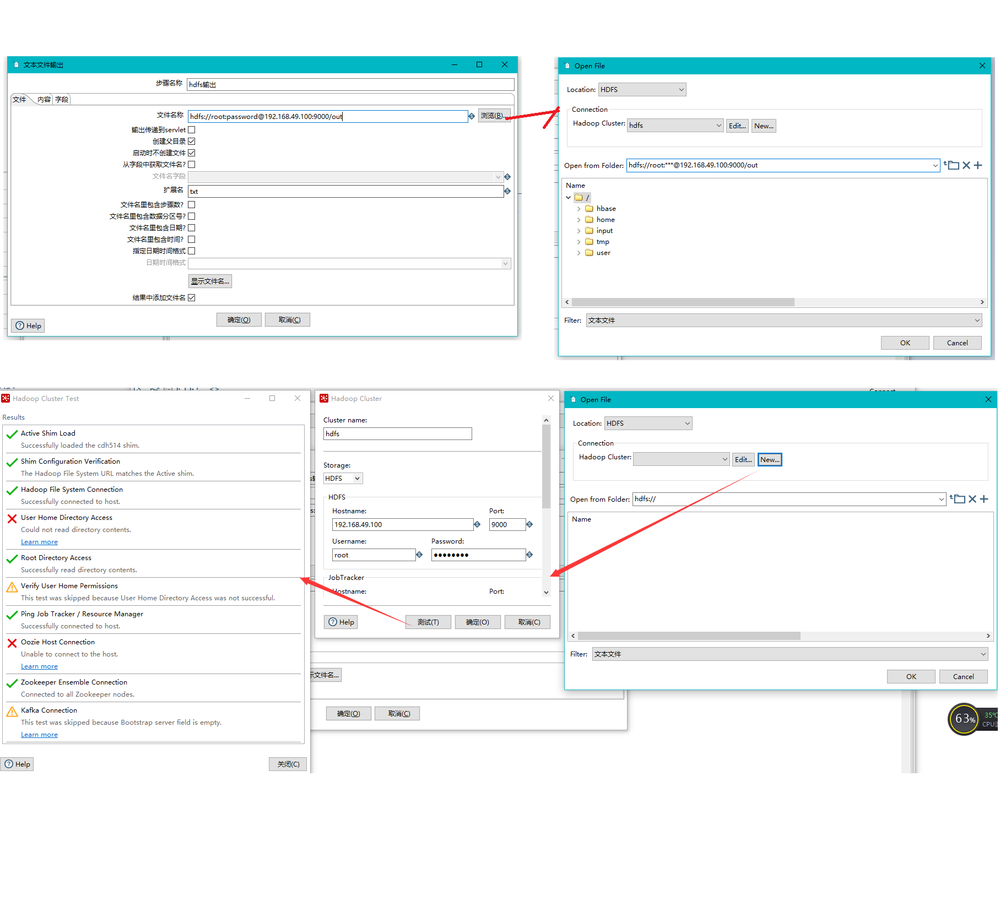 文本文件输出
步骤名称 hdfs输出
文件 内容 字段
文件名称 hdfs://root:password@192.168.49.100:9000/out 浏览(B)...
输出传递到servlet
创建父目录
启动时不创建文件
从字段中获取文件名?
文件名字段
扩展名 txt
文件名里包含步骤数?
文件名里包含数据分区号?
文件名里包含日期?
文件名里包含时间?
指定日期时间格式
日期时间格式
显示文件名...
结果中添加文件名
确定(O) 取消(C)
Help
Open File
Location: HDFS
Connection
Hadoop Cluster: hdfs Edit... New...
Open from Folder: hdfs://root:***@192.168.49.100:9000/out
Name
/
hbase
home
input
tmp
user
Filter: 文本文件
OK Cancel
Hadoop Cluster Test
Results
Active Shim Load
Successfully loaded the cdh514 shim.
Shim Configuration Verification
The Hadoop File System URL matches the Active shim.
Hadoop File System Connection
Successfully connected to host.
User Home Directory Access
Could not read directory contents.
Learn more
Root Directory Access
Successfully read directory contents.
Verify User Home Permissions
This test was skipped because User Home Directory Access was not successful.
Ping Job Tracker / Resource Manager
Successfully connected to host.
Oozie Host Connection
Unable to connect to the host.
Learn more
Zookeeper Ensemble Connection
Connected to all Zookeeper nodes.
Kafka Connection
This test was skipped because Bootstrap server field is empty.
Learn more
Help 关闭(C)
Hadoop Cluster
Cluster name:
hdfs
Storage:
HDFS
HDFS
Hostname: Port:
192.168.49.100 9000
Username: Password:
root ●●●●●●●●
JobTracker
Hostname: Port:
Help 测试(T) 确定(O) 取消(C)
示文件名...
确定(O) 取消(C)
Open File
Location: HDFS
Connection
Hadoop Cluster: Edit... New...
Open from Folder: hdfs://
Name
Filter: 文本文件
OK Cancel
63% 35℃
CPU温